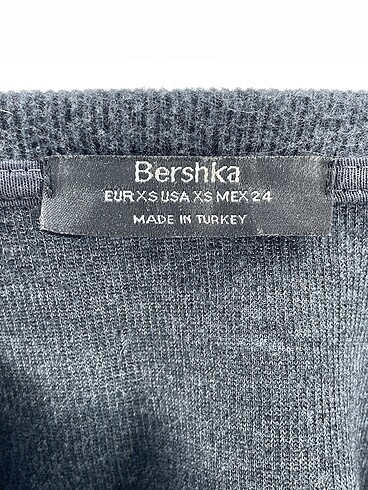 Bershka
EUR XS USA XS MEX 24
MADE IN TURKEY